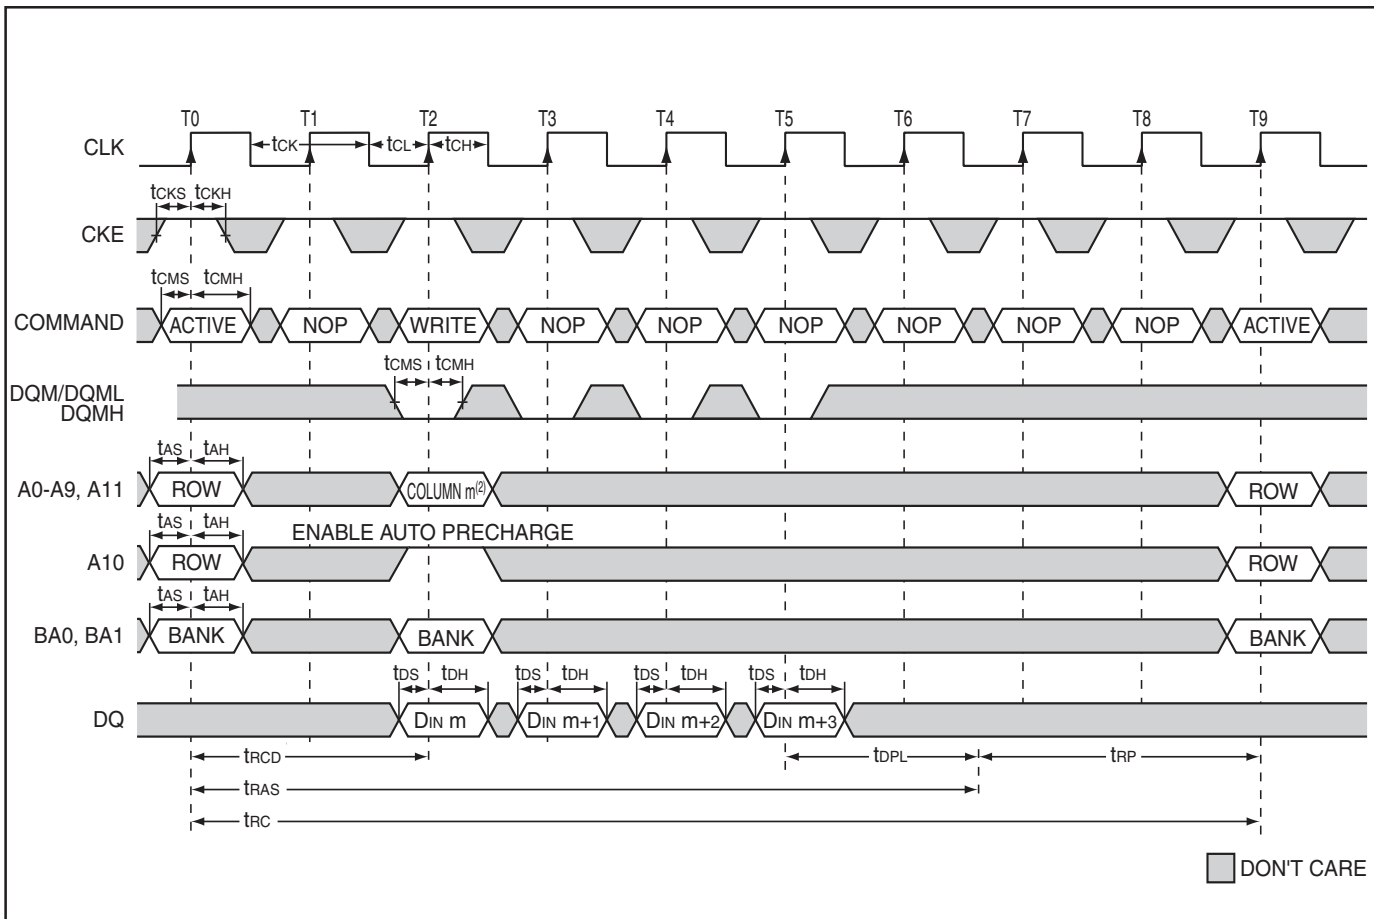 T0 T1 T2 T3 T4 T5 T6 T7 T8 T9
CLK tCK tCL tCH
tCKS tCKH
CKE
tCMS tCMH
COMMAND ACTIVE NOP WRITE NOP NOP NOP NOP NOP NOP ACTIVE
tCMS tCMH
DQM/DQML
DQMH
tAS tAH
A0-A9, A11 ROW COLUMN m(2) ROW
tAS tAH ENABLE AUTO PRECHARGE
A10 ROW ROW
tAS tAH
BA0, BA1 BANK BANK BANK
tDS tDH tDS tDH tDS tDH tDS tDH
DQ DIN m DIN m+1 DIN m+2 DIN m+3
tRCD tDPL tRP
tRAS
tRC
DON'T CARE